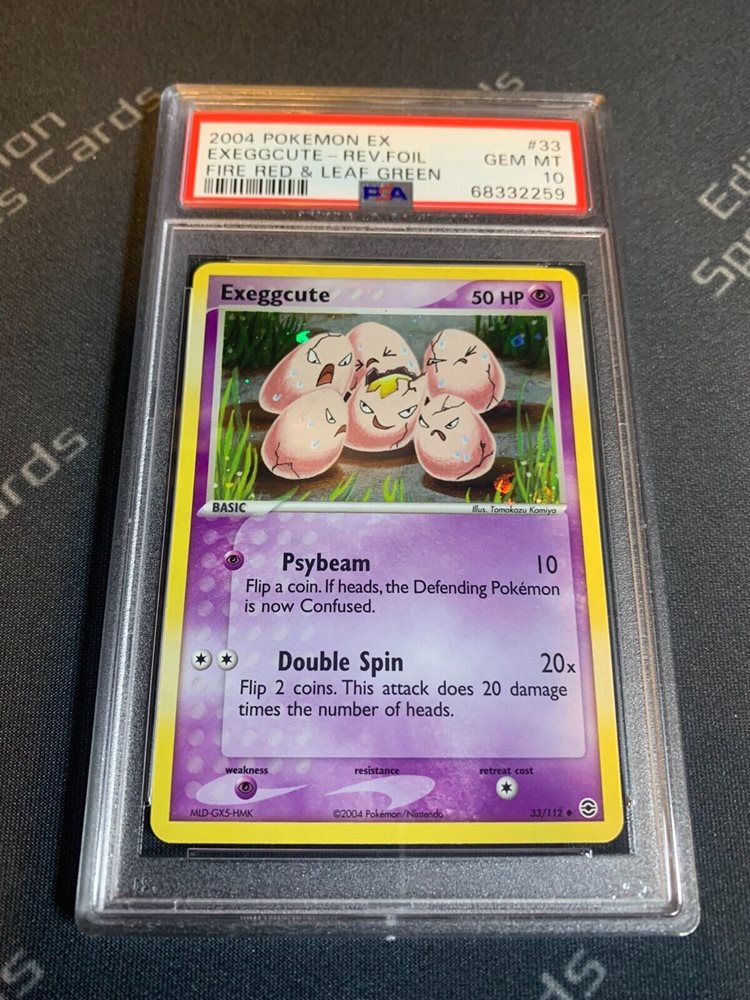 2004 POKEMON EX #33
EXEGGCUTE - REV.FOIL GEM MT
FIRE RED & LEAF GREEN 10
PSA 68332259
Exeggcute 50 HP
BASIC Illus. Tomokazu Komiya
Psybeam 10
Flip a coin. If heads, the Defending Pokémon
is now Confused.
Double Spin 20x
Flip 2 coins. This attack does 20 damage
times the number of heads.
weakness resistance retreat cost
MLD-GX5-HMK ©2004 Pokémon/Nintendo 33/112
Cards